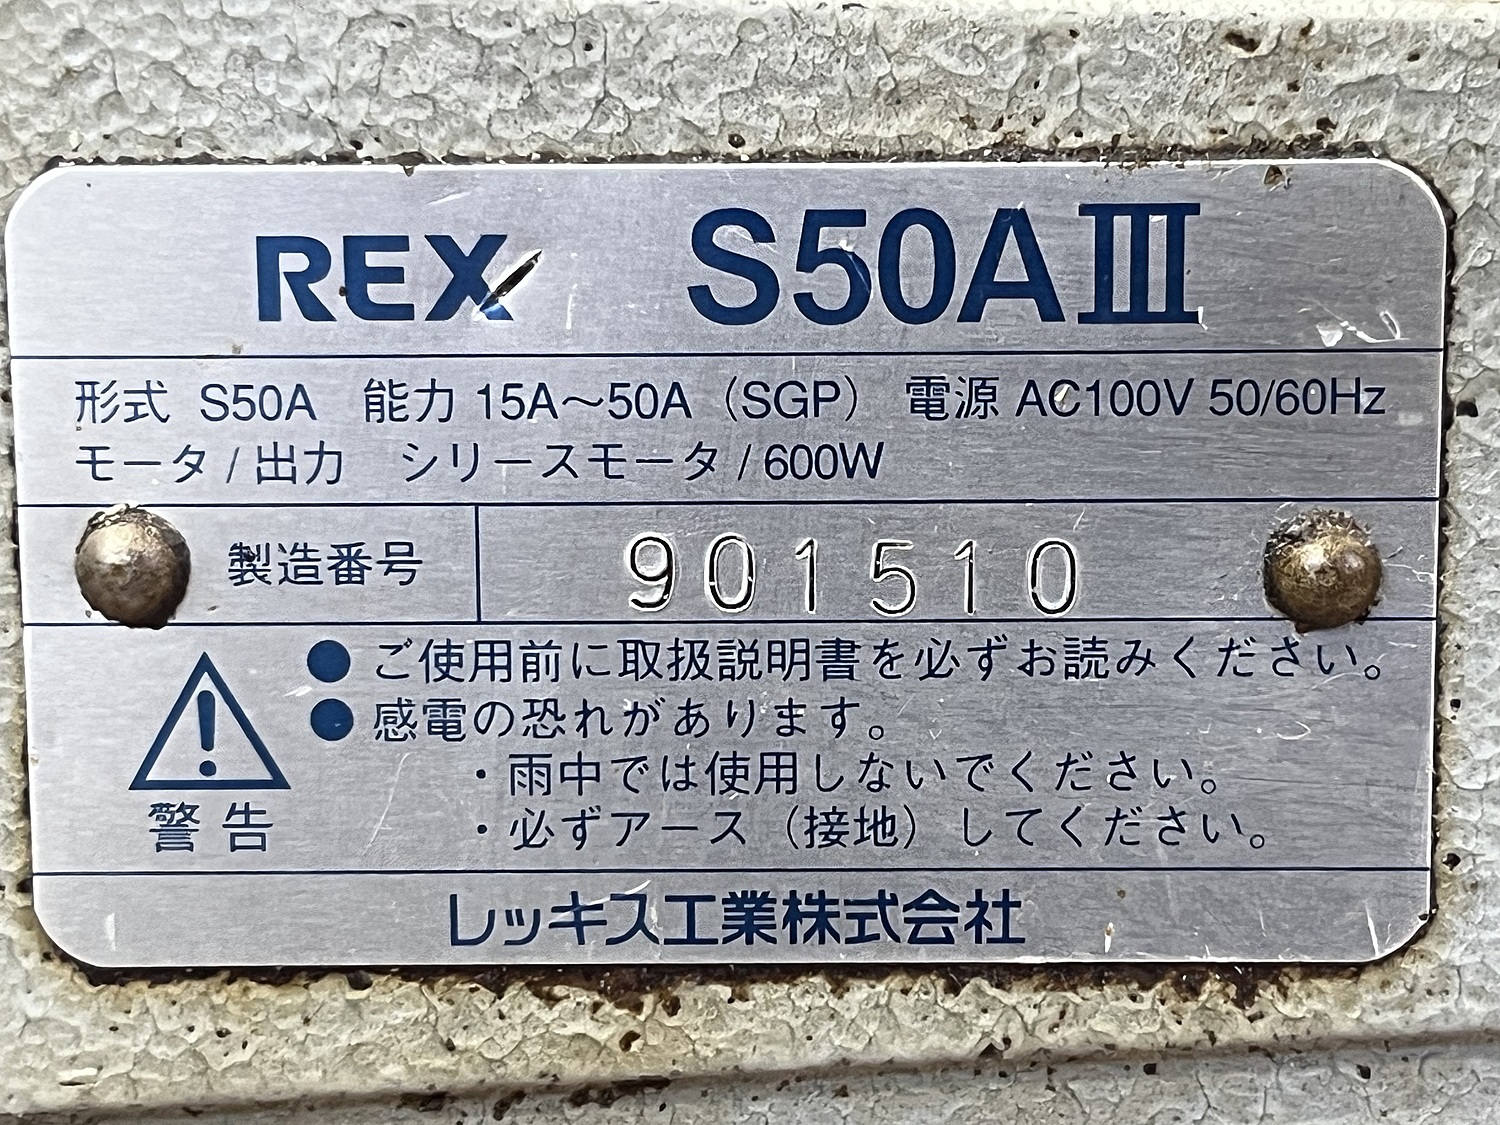 REX S50AⅢ
形式 S50A 能力 15A～50A（SGP） 電源 AC100V 50/60Hz
モータ / 出力 シリースモータ / 600W
製造番号 901510
●ご使用前に取扱説明書を必ずお読みください。
●感電の恐れがあります。
・雨中では使用しないでください。
・必ずアース（接地）してください。
警告
レッキス工業株式会社